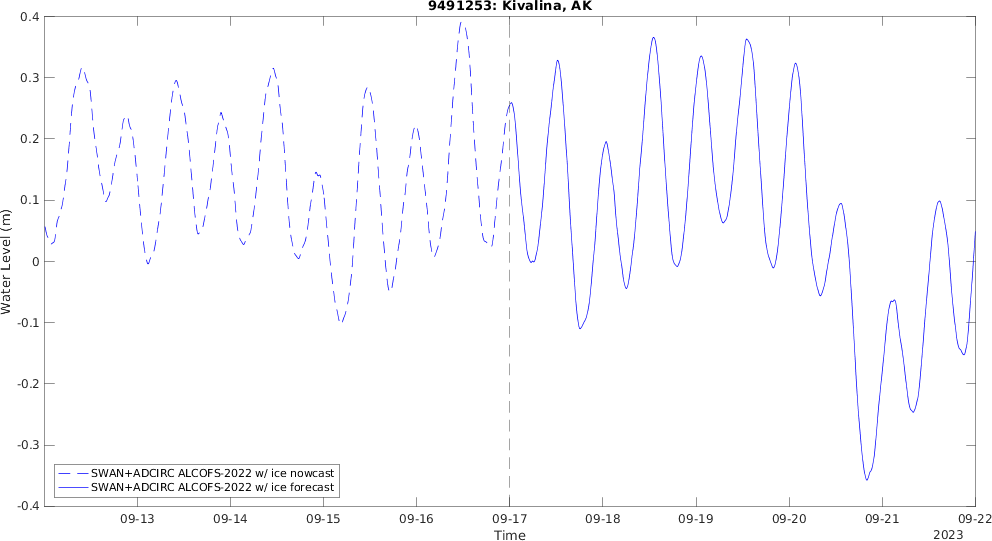 9491253: Kivalina, AK
0.4
0.3
0.2
0.1
0
-0.1
-0.2
-0.3
-0.4
Water Level (m)
SWAN+ADCIRC ALCOFS-2022 w/ ice nowcast
SWAN+ADCIRC ALCOFS-2022 w/ ice forecast
09-13 09-14 09-15 09-16 09-17 09-18 09-19 09-20 09-21 09-22
Time
2023